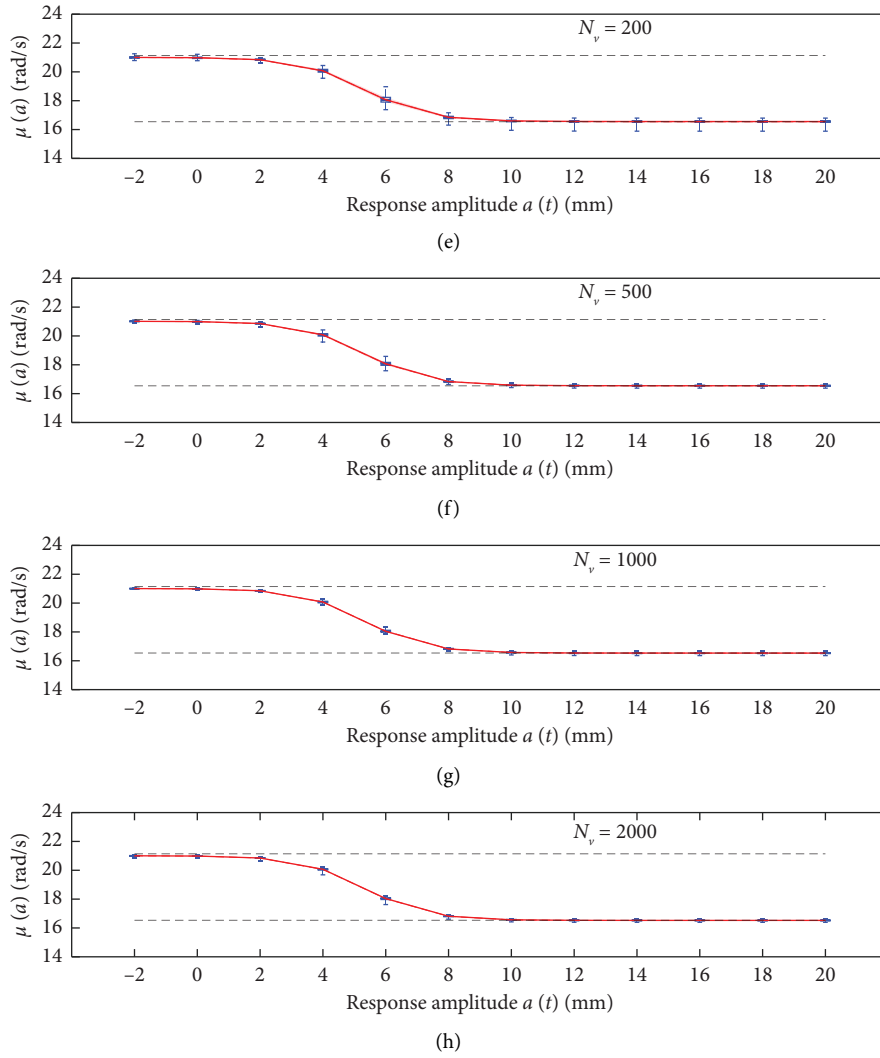 24
N_v = 200
22
20
18
16
14
μ (a) (rad/s)
–2 0 2 4 6 8 10 12 14 16 18 20
Response amplitude a (t) (mm)
(e)
24
N_v = 500
22
20
18
16
14
μ (a) (rad/s)
–2 0 2 4 6 8 10 12 14 16 18 20
Response amplitude a (t) (mm)
(f)
24
N_v = 1000
22
20
18
16
14
μ (a) (rad/s)
–2 0 2 4 6 8 10 12 14 16 18 20
Response amplitude a (t) (mm)
(g)
24
N_v = 2000
22
20
18
16
14
μ (a) (rad/s)
–2 0 2 4 6 8 10 12 14 16 18 20
Response amplitude a (t) (mm)
(h)